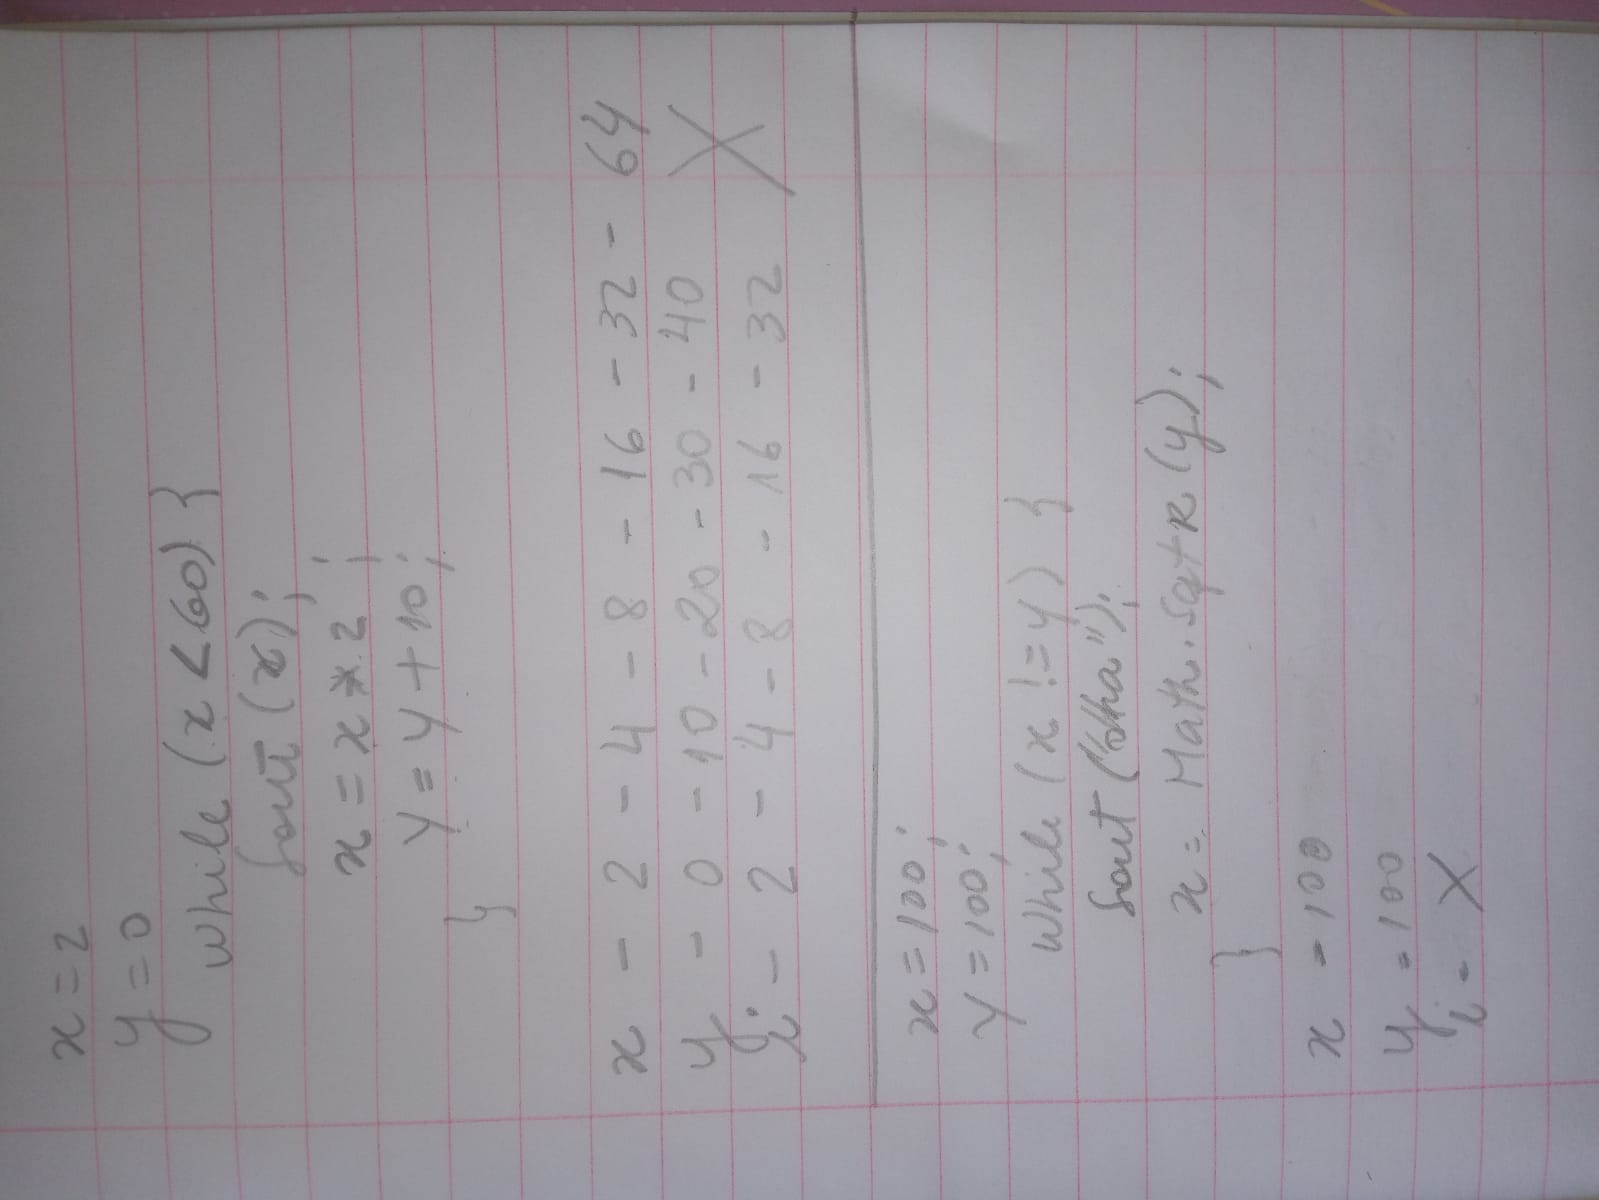 x = 2
y = 0
while (x < 60) }
Sout (x);
x = x * 2 ;
y = y + 10;
}
x - 2 - 4 - 8 - 16 - 32 - 64
y - 0 - 10 - 20 - 30 - 40 X
i - 2 - 4 - 8 - 16 - 32
x = 100;
y = 100;
while (x != y) }
Sout ("olha");
x = Math.sqtR (y);
}
x - 100
y - 100
i - X